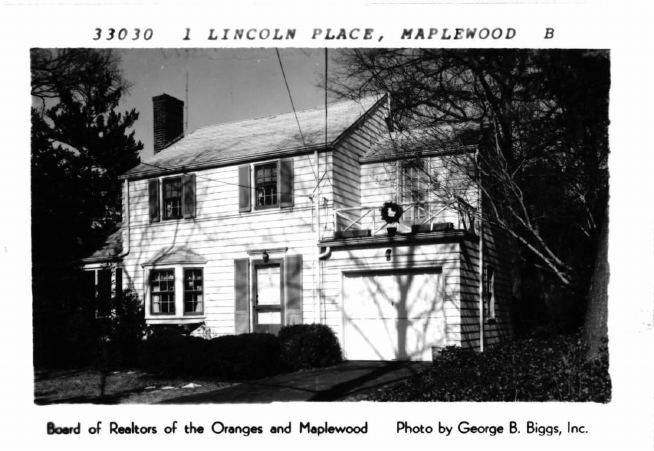 33030 1 LINCOLN PLACE, MAPLEWOOD B
Board of Realtors of the Oranges and Maplewood Photo by George B. Biggs, Inc.